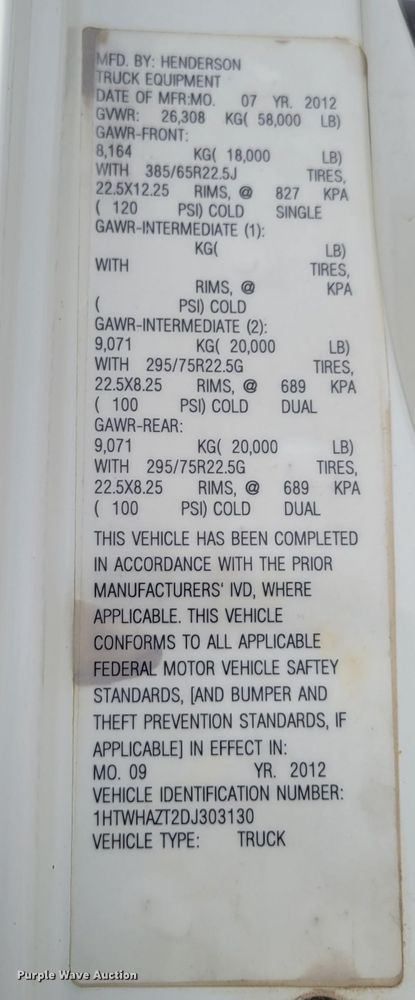 MFD. BY: HENDERSON
TRUCK EQUIPMENT
DATE OF MFR:MO. 07 YR. 2012
GVWR: 26,308 KG( 58,000 LB)
GAWR-FRONT:
8,164 KG( 18,000 LB)
WITH 385/65R22.5J TIRES,
22.5X12.25 RIMS, @ 827 KPA
( 120 PSI) COLD SINGLE
GAWR-INTERMEDIATE (1):
KG( LB)
WITH TIRES,
RIMS, @ KPA
( PSI) COLD
GAWR-INTERMEDIATE (2):
9,071 KG( 20,000 LB)
WITH 295/75R22.5G TIRES,
22.5X8.25 RIMS, @ 689 KPA
( 100 PSI) COLD DUAL
GAWR-REAR:
9,071 KG( 20,000 LB)
WITH 295/75R22.5G TIRES,
22.5X8.25 RIMS, @ 689 KPA
( 100 PSI) COLD DUAL
THIS VEHICLE HAS BEEN COMPLETED
IN ACCORDANCE WITH THE PRIOR
MANUFACTURERS' IVD, WHERE
APPLICABLE. THIS VEHICLE
CONFORMS TO ALL APPLICABLE
FEDERAL MOTOR VEHICLE SAFTEY
STANDARDS, [AND BUMPER AND
THEFT PREVENTION STANDARDS, IF
APPLICABLE] IN EFFECT IN:
MO. 09 YR. 2012
VEHICLE IDENTIFICATION NUMBER:
1HTWHAZT2DJ303130
VEHICLE TYPE: TRUCK
Purple Wave Auction